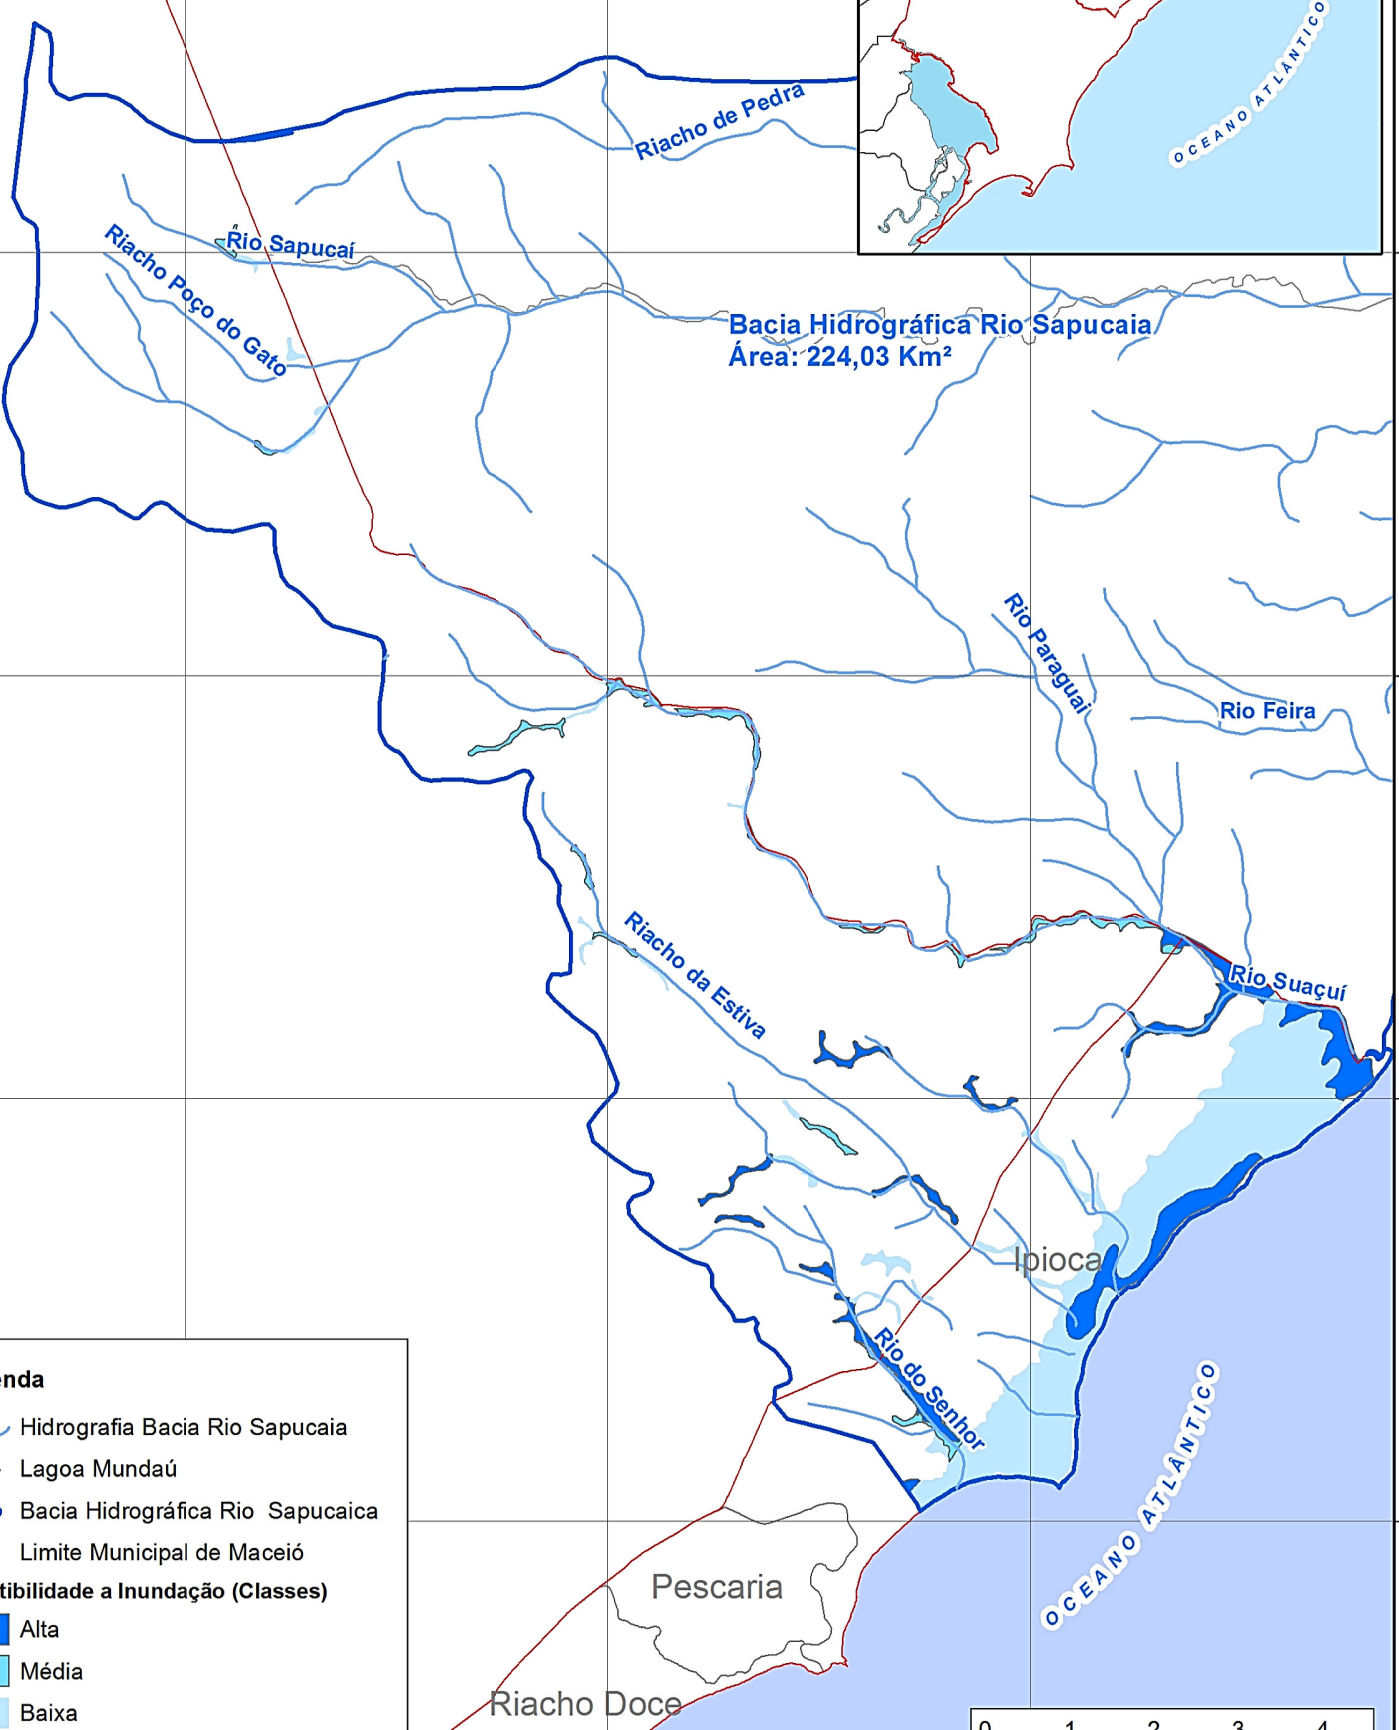 OCEANO ATLÂNTICO
Riacho de Pedra
Rio Sapucaí
Riacho Poço do Gato
Bacia Hidrográfica Rio Sapucaia
Área: 224,03 Km²
Rio Paraguai
Rio Feira
Riacho da Estiva
Rio Suaçuí
Ipioca
Rio do Senhor
OCEANO ATLÂNTICO
enda
Hidrografia Bacia Rio Sapucaia
Lagoa Mundaú
Bacia Hidrográfica Rio Sapucaica
Limite Municipal de Maceió
tibilidade a Inundação (Classes)
Alta
Média
Baixa
Pescaria
Riacho Doce
0 1 2 3 4